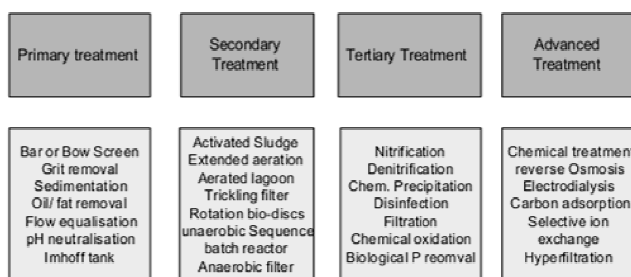 Primary treatment
Secondary
Treatment
Tertiary Treatment
Advanced
Treatment
Bar or Bow Screen
Grit removal
Sedimentation
Oil/ fat removal
Flow equalisation
pH neutralisation
Imhoff tank
Activated Sludge
Extended aeration
Aerated lagoon
Trickling filter
Rotation bio-discs
unaerobic Sequence
batch reactor
Anaerobic filter
Nitrification
Denitrification
Chem. Precipitation
Disinfection
Filtration
Chemical oxidation
Biological P reomval
Chemical treatment
reverse Osmosis
Electrodialysis
Carbon adsorption
Selective ion
exchange
Hyperfiltration